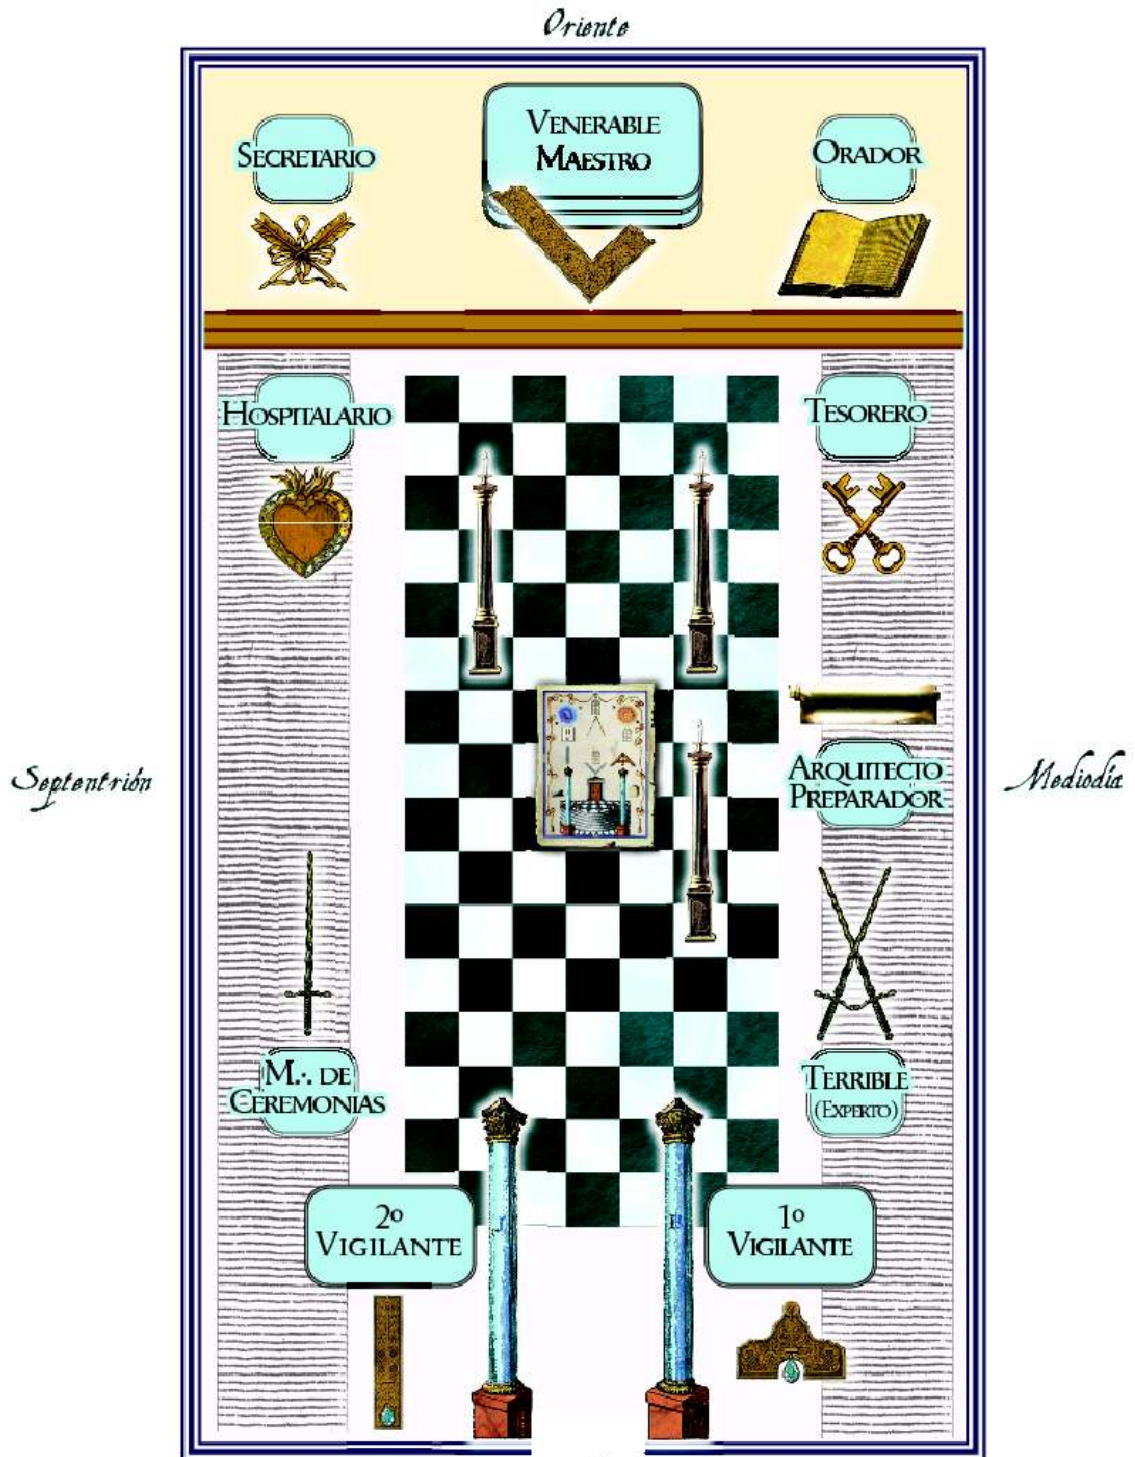 Oriente
SECRETARIO
VENERABLE
MAESTRO
ORADOR
HOSPITALARIO
TESORERO
Septentrión
Mediodía
ARQUITECTO
PREPARADOR
M∴ DE
CEREMONIAS
TERRIBLE
(EXPERTO)
2º
VIGILANTE
J
B
1º
VIGILANTE